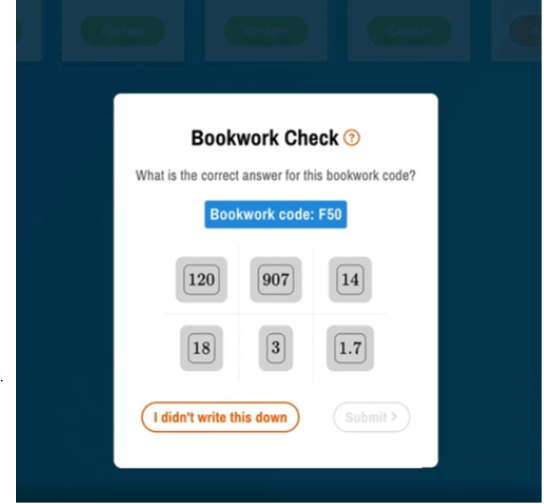 Bookwork Check ?
What is the correct answer for this bookwork code?
Bookwork code: F50
120 907 14
18 3 1.7
I didn't write this down Submit >